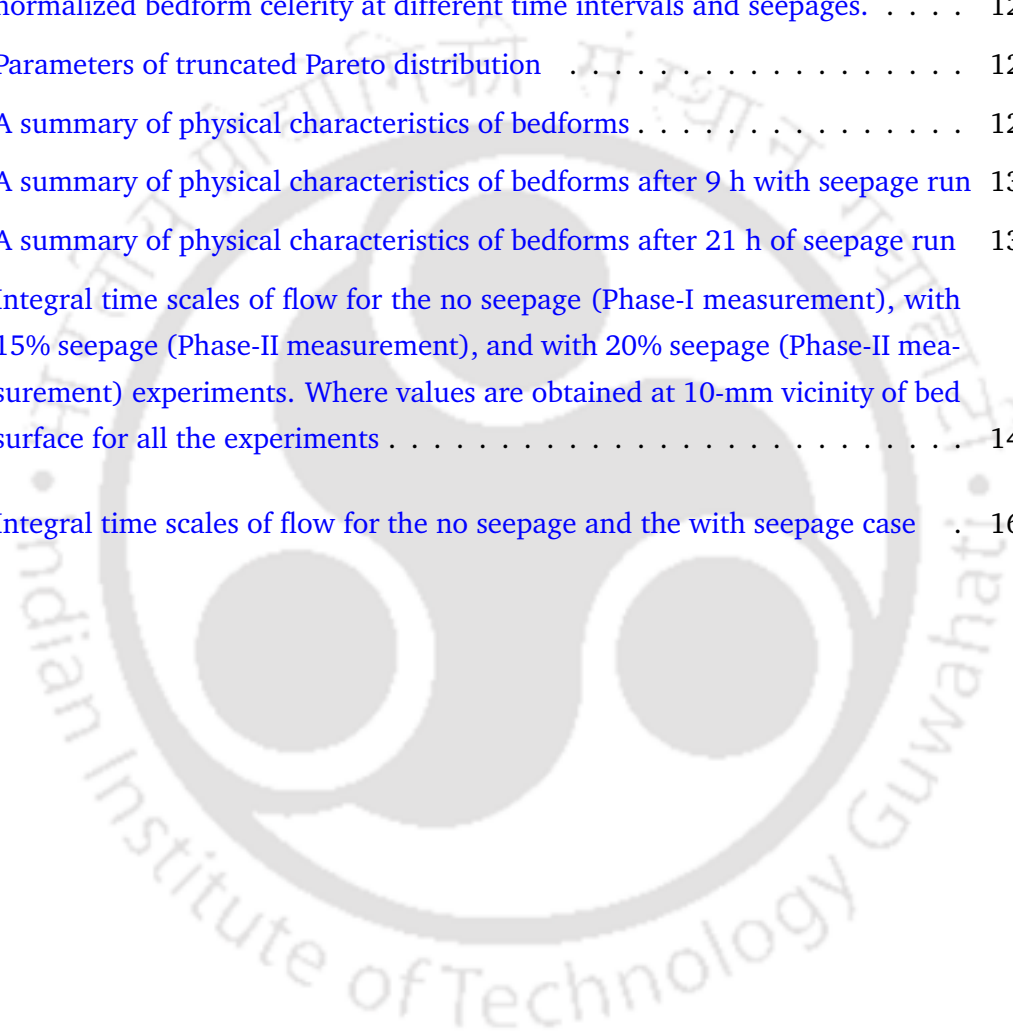 normalized bedform celerity at different time intervals and seepages. . . . . 12
Parameters of truncated Pareto distribution . . . . . . . . . . . . . . . . . . 12
A summary of physical characteristics of bedforms . . . . . . . . . . . . . . . 12
A summary of physical characteristics of bedforms after 9 h with seepage run 13
A summary of physical characteristics of bedforms after 21 h of seepage run 13
Integral time scales of flow for the no seepage (Phase-I measurement), with
15% seepage (Phase-II measurement), and with 20% seepage (Phase-II mea-
surement) experiments. Where values are obtained at 10-mm vicinity of bed
surface for all the experiments . . . . . . . . . . . . . . . . . . . . . . . . . . 14
Integral time scales of flow for the no seepage and the with seepage case . 16
भारतीय प्रौद्योगिकी संस्थान गुवाहाटी
Indian Institute of Technology Guwahati